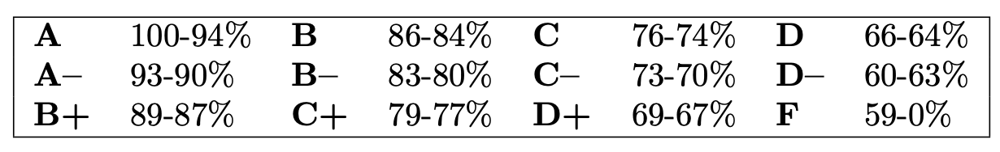 A 100-94% B 86-84% C 76-74% D 66-64%
A– 93-90% B– 83-80% C– 73-70% D– 60-63%
B+ 89-87% C+ 79-77% D+ 69-67% F 59-0%